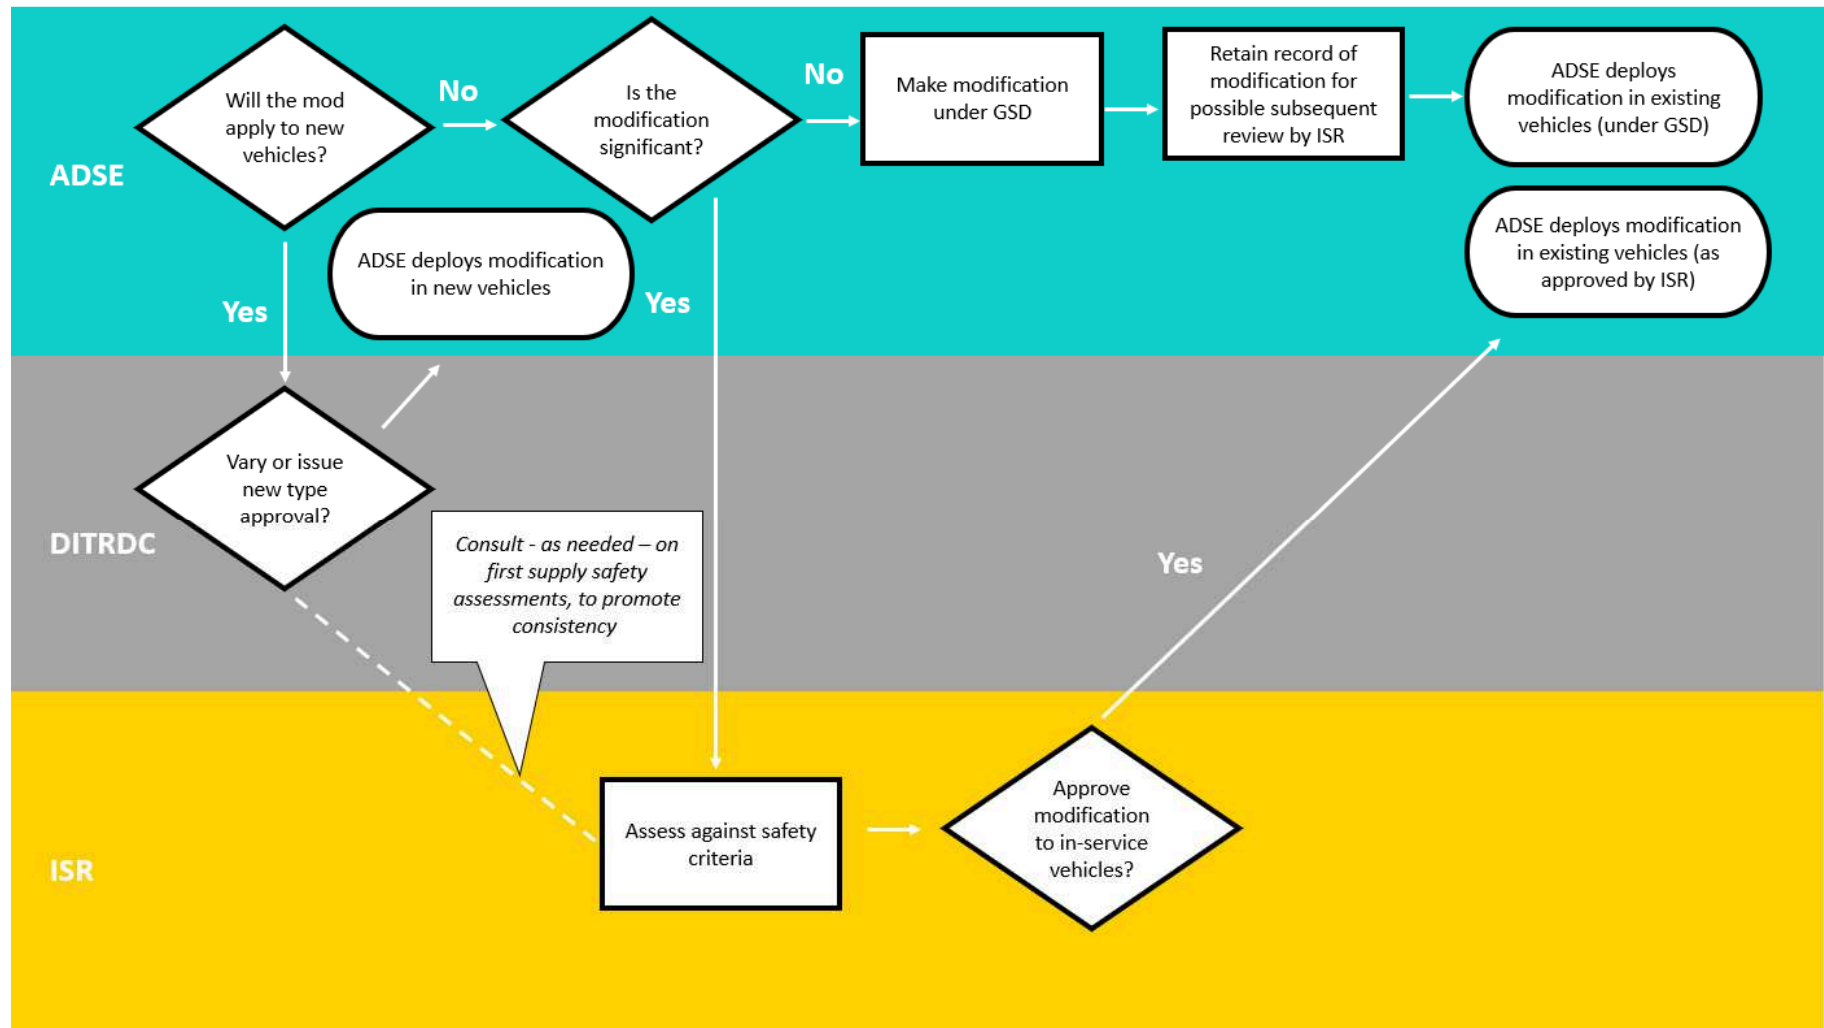 Will the mod
apply to new
vehicles?
No
Is the
modification
significant?
No
Make modification
under GSD
Retain record of
modification for
possible subsequent
review by ISR
ADSE deploys
modification in existing
vehicles (under GSD)
ADSE
ADSE deploys modification
in new vehicles
Yes
Yes
ADSE deploys modification
in existing vehicles (as
approved by ISR)
Vary or issue
new type
approval?
DITRDC
Consult - as needed – on
first supply safety
assessments, to promote
consistency
Yes
ISR
Assess against safety
criteria
Approve
modification
to in-service
vehicles?